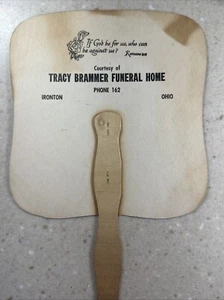 If God be for us, who can
be against us? Romans
Courtesy of
TRACY BRAMMER FUNERAL HOME
PHONE 162
IRONTON OHIO